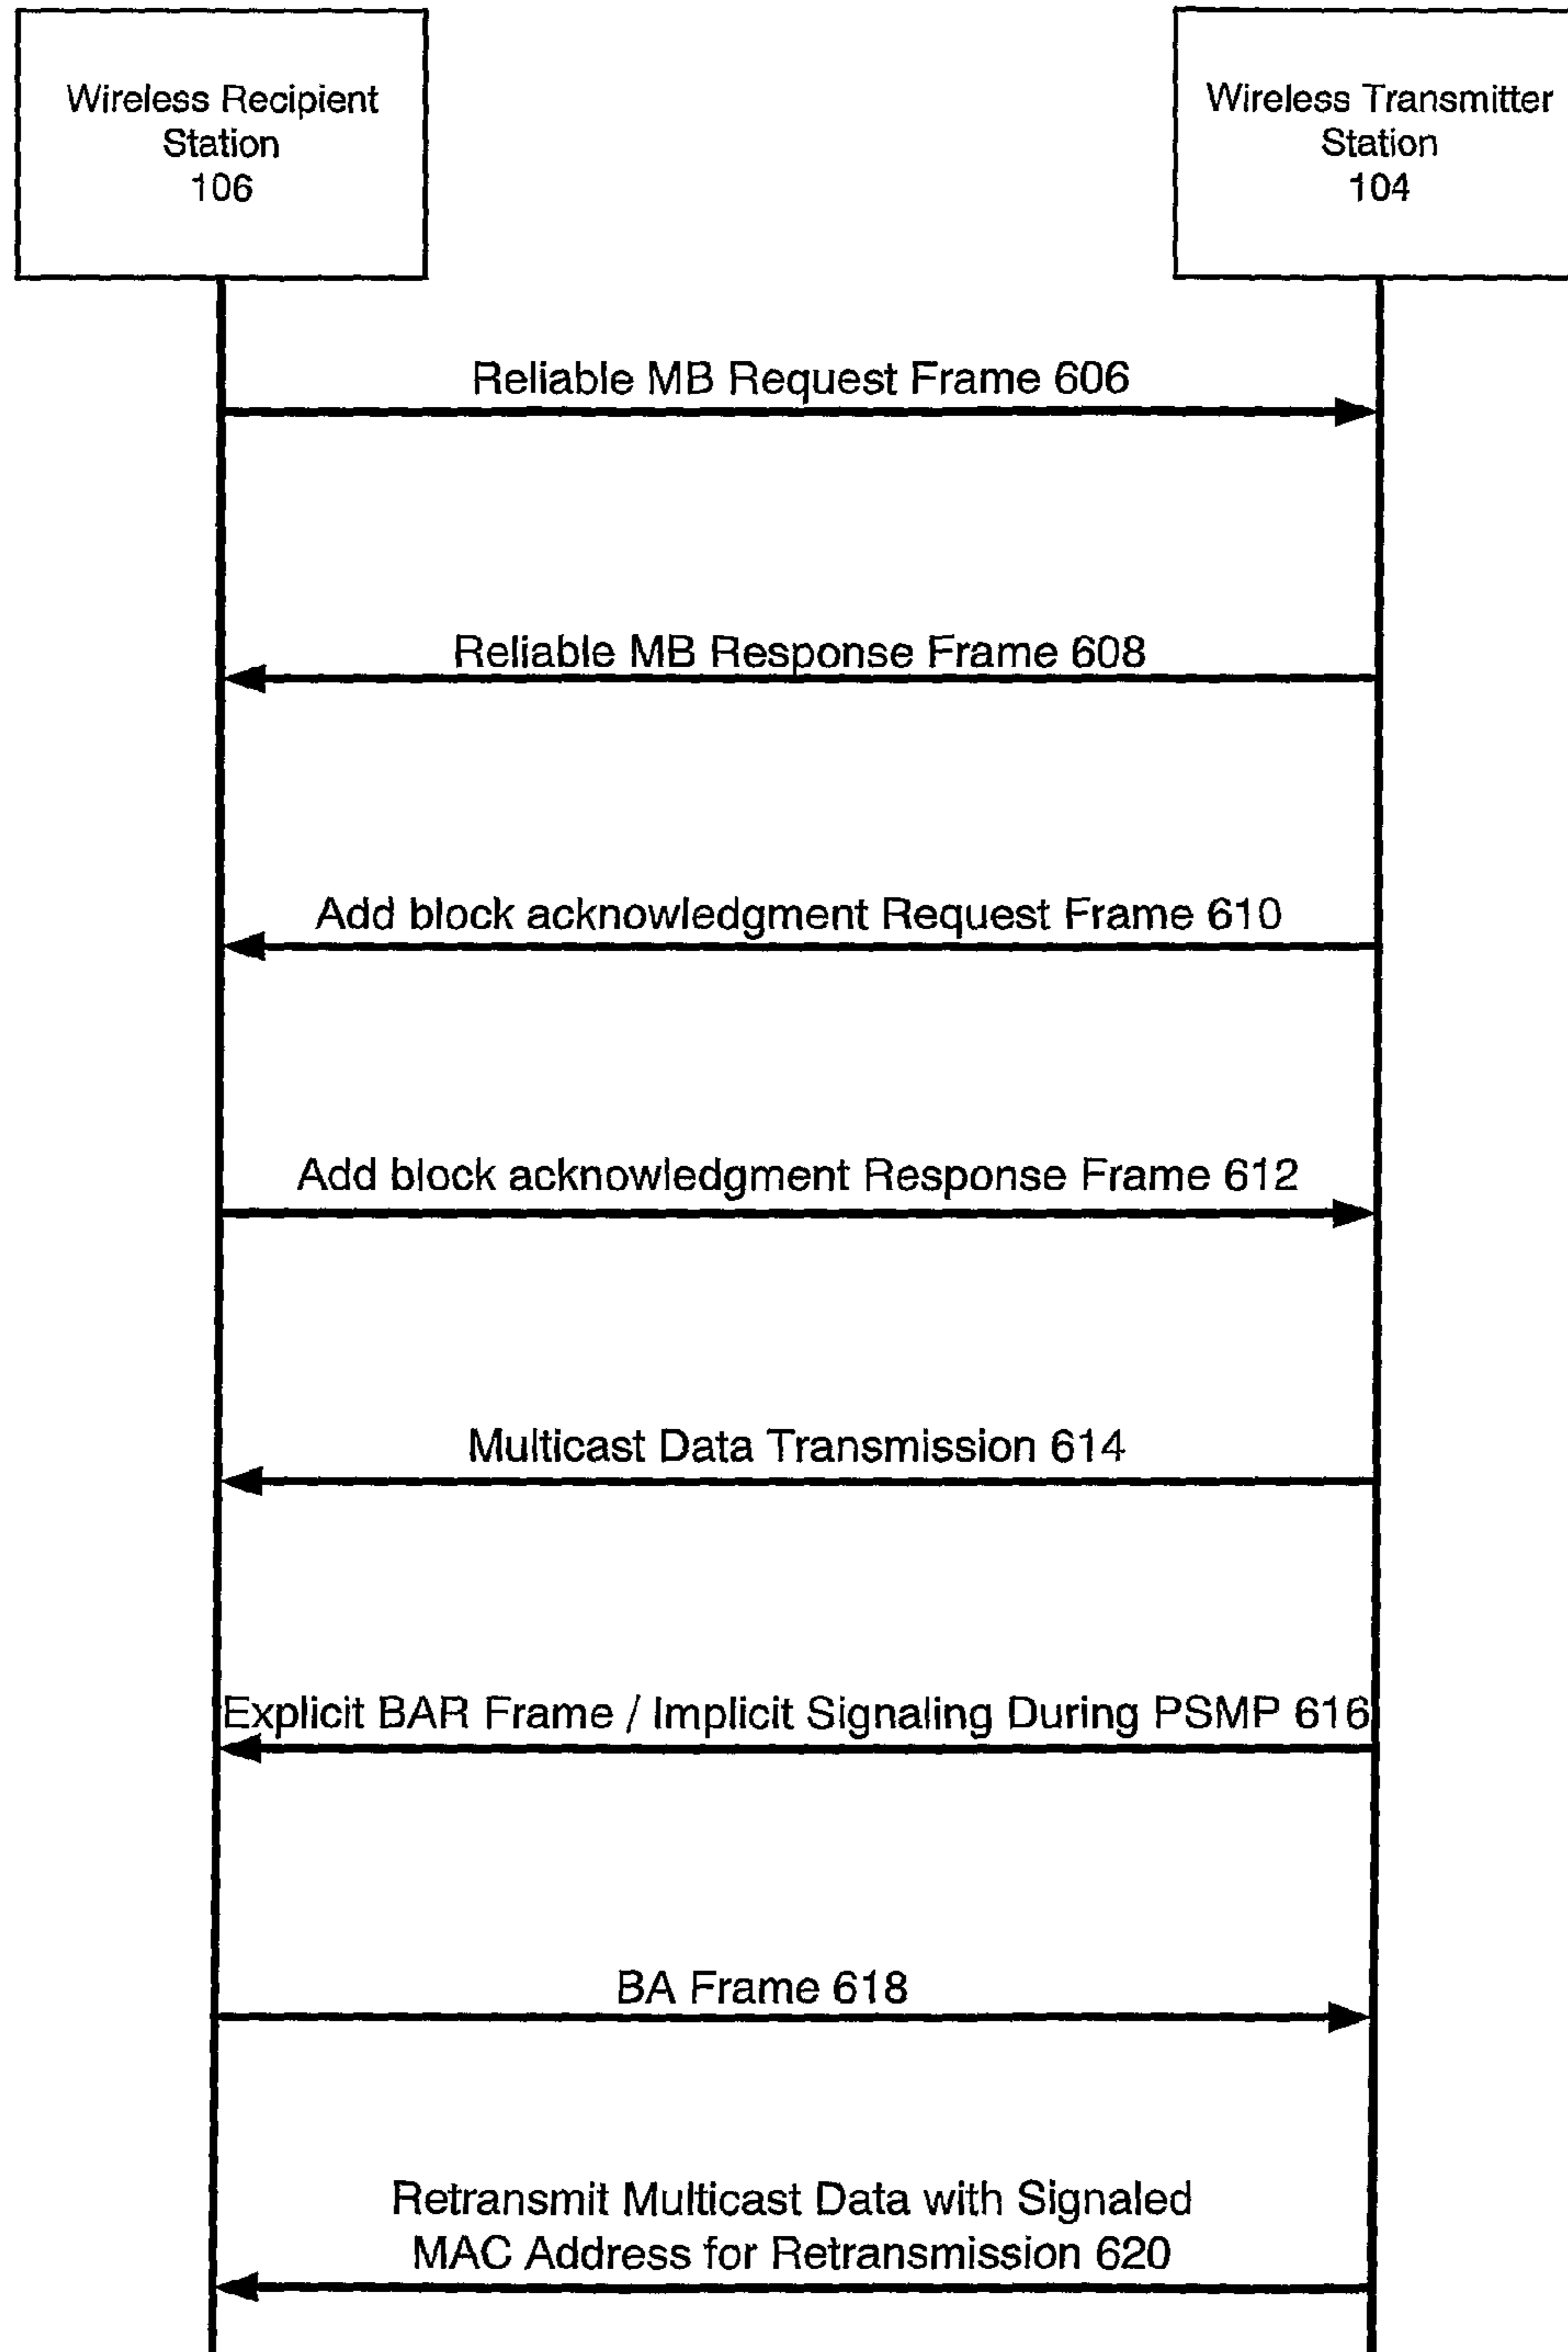 Wireless Recipient
Station
106
Wireless Transmitter
Station
104
Reliable MB Request Frame 606
Reliable MB Response Frame 608
Add block acknowledgment Request Frame 610
Add block acknowledgment Response Frame 612
Multicast Data Transmission 614
Explicit BAR Frame / Implicit Signaling During PSMP 616
BA Frame 618
Retransmit Multicast Data with Signaled
MAC Address for Retransmission 620